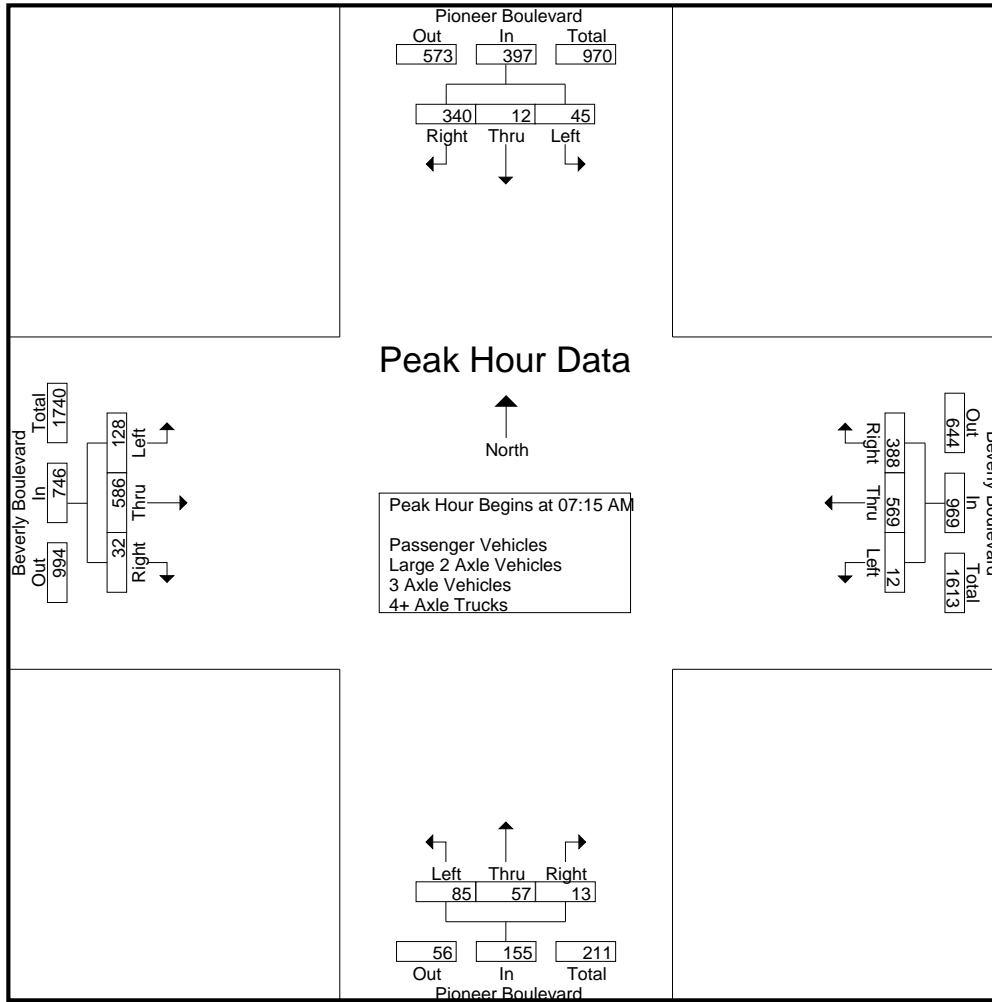 Pioneer Boulevard
Out In Total
573 397 970
340 12 45
Right Thru Left
Peak Hour Data
North
Peak Hour Begins at 07:15 AM
Passenger Vehicles
Large 2 Axle Vehicles
3 Axle Vehicles
4+ Axle Trucks
Beverly Boulevard
Out In Total
994 746 1740
Left Thru Right
128 586 32
Beverly Boulevard
Out In Total
644 969 1613
Right Thru Left
388 569 12
Left Thru Right
85 57 13
56 155 211
Out In Total
Pioneer Boulevard